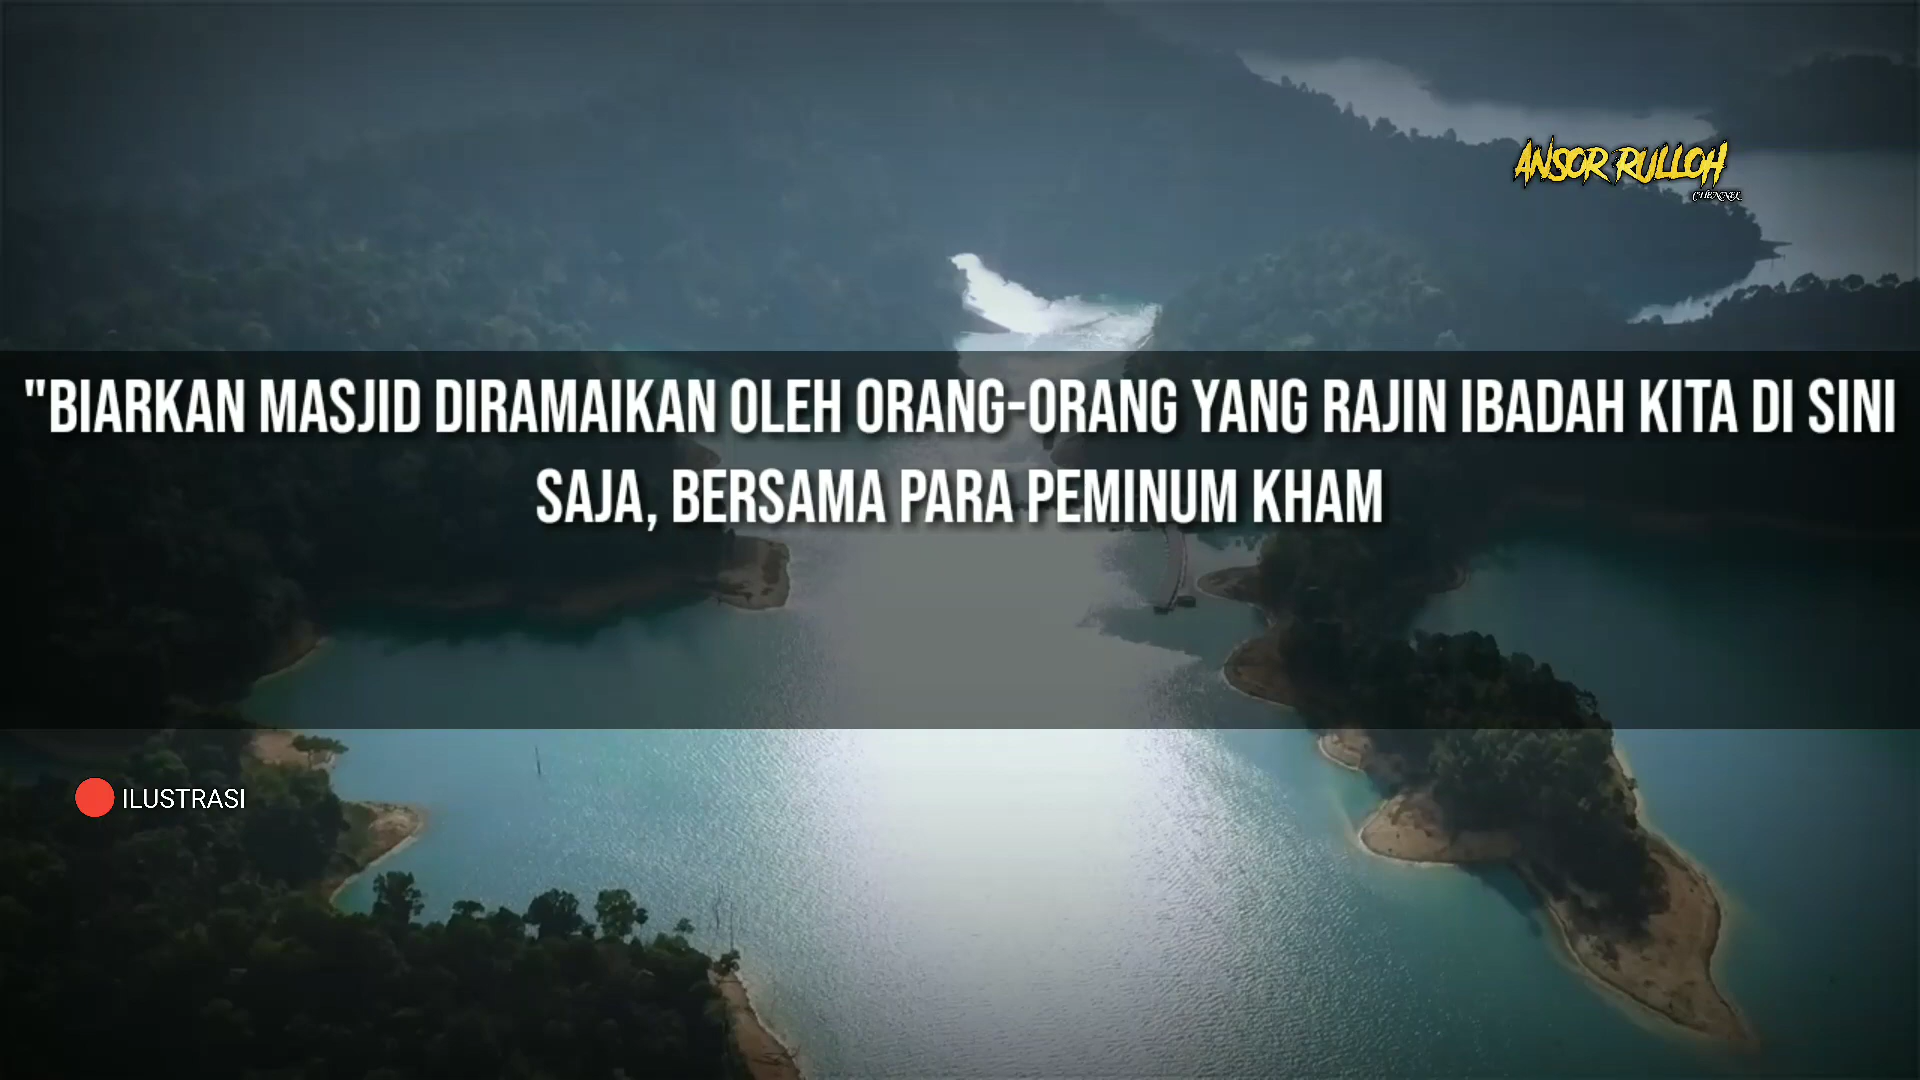 ANSOR RULLOH
CHENNEL
"BIARKAN MASJID DIRAMAIKAN OLEH ORANG-ORANG YANG RAJIN IBADAH KITA DI SINI
SAJA, BERSAMA PARA PEMINUM KHAM
ILUSTRASI